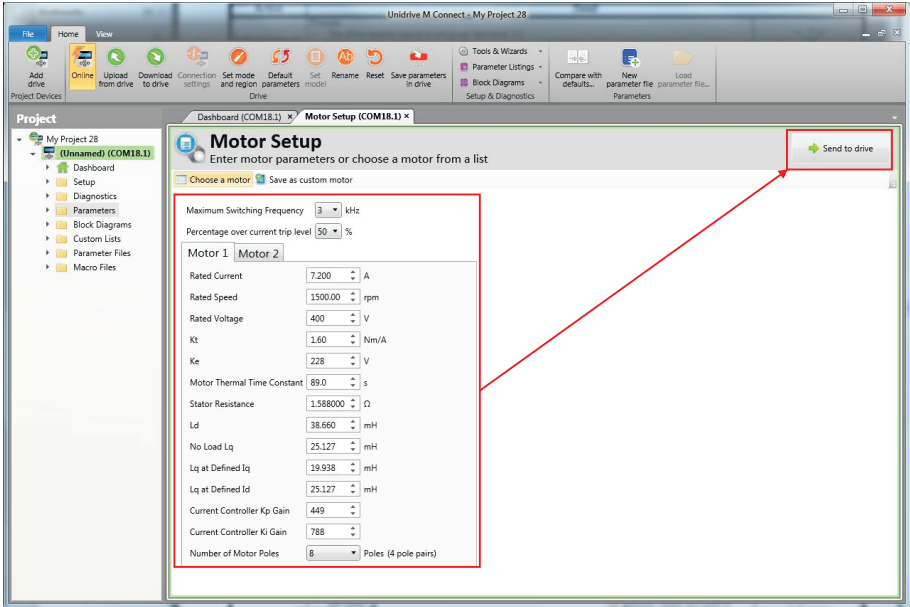 Unidrive M Connect - My Project 28
File Home View
Add drive
Online
Upload from drive
Download to drive
Connection settings
Set mode and region
Default parameters
Set model
Rename
Reset
Save parameters in drive
Tools & Wizards
Parameter Listings
Block Diagrams
Compare with defaults...
New parameter file
Load parameter file...
Project Devices
Drive
Setup & Diagnostics
Parameters
Project
My Project 28
(Unnamed) (COM18.1)
Dashboard
Setup
Diagnostics
Parameters
Block Diagrams
Custom Lists
Parameter Files
Macro Files
Dashboard (COM18.1) × Motor Setup (COM18.1) ×
Motor Setup
Enter motor parameters or choose a motor from a list
Send to drive
Choose a motor Save as custom motor
Maximum Switching Frequency 3 kHz
Percentage over current trip level 50 %
Motor 1 Motor 2
Rated Current 7.200 A
Rated Speed 1500.00 rpm
Rated Voltage 400 V
Kt 1.60 Nm/A
Ke 228 V
Motor Thermal Time Constant 89.0 s
Stator Resistance 1.588000 Ω
Ld 38.660 mH
No Load Lq 25.127 mH
Lq at Defined Iq 19.938 mH
Lq at Defined Id 25.127 mH
Current Controller Kp Gain 449
Current Controller Ki Gain 788
Number of Motor Poles 8 Poles (4 pole pairs)